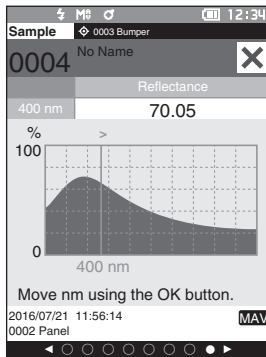 12:34
Sample 0003 Bumper
0004 No Name
Reflectance
400 nm 70.05
%
>
100
0
400 nm
Move nm using the OK button.
2016/07/21 11:56:14 MAV
0002 Panel